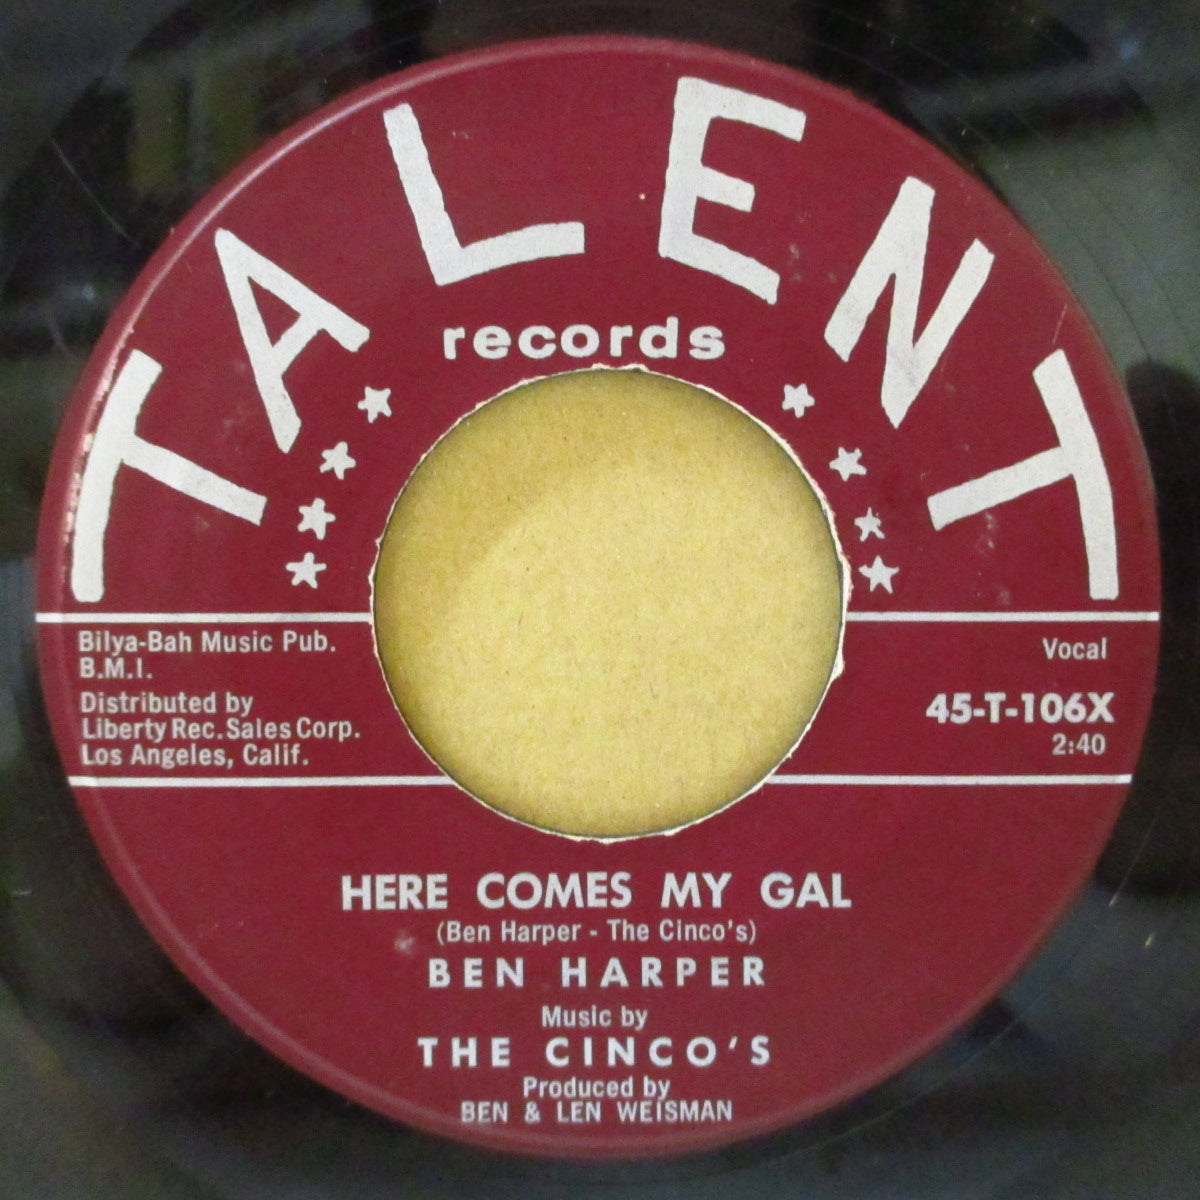 TALENT
records
Bilya-Bah Music Pub.
B.M.I.
Distributed by
Liberty Rec. Sales Corp.
Los Angeles, Calif.
Vocal
45-T-106X
2:40
HERE COMES MY GAL
(Ben Harper - The Cinco's)
BEN HARPER
Music by
THE CINCO'S
Produced by
BEN & LEN WEISMAN